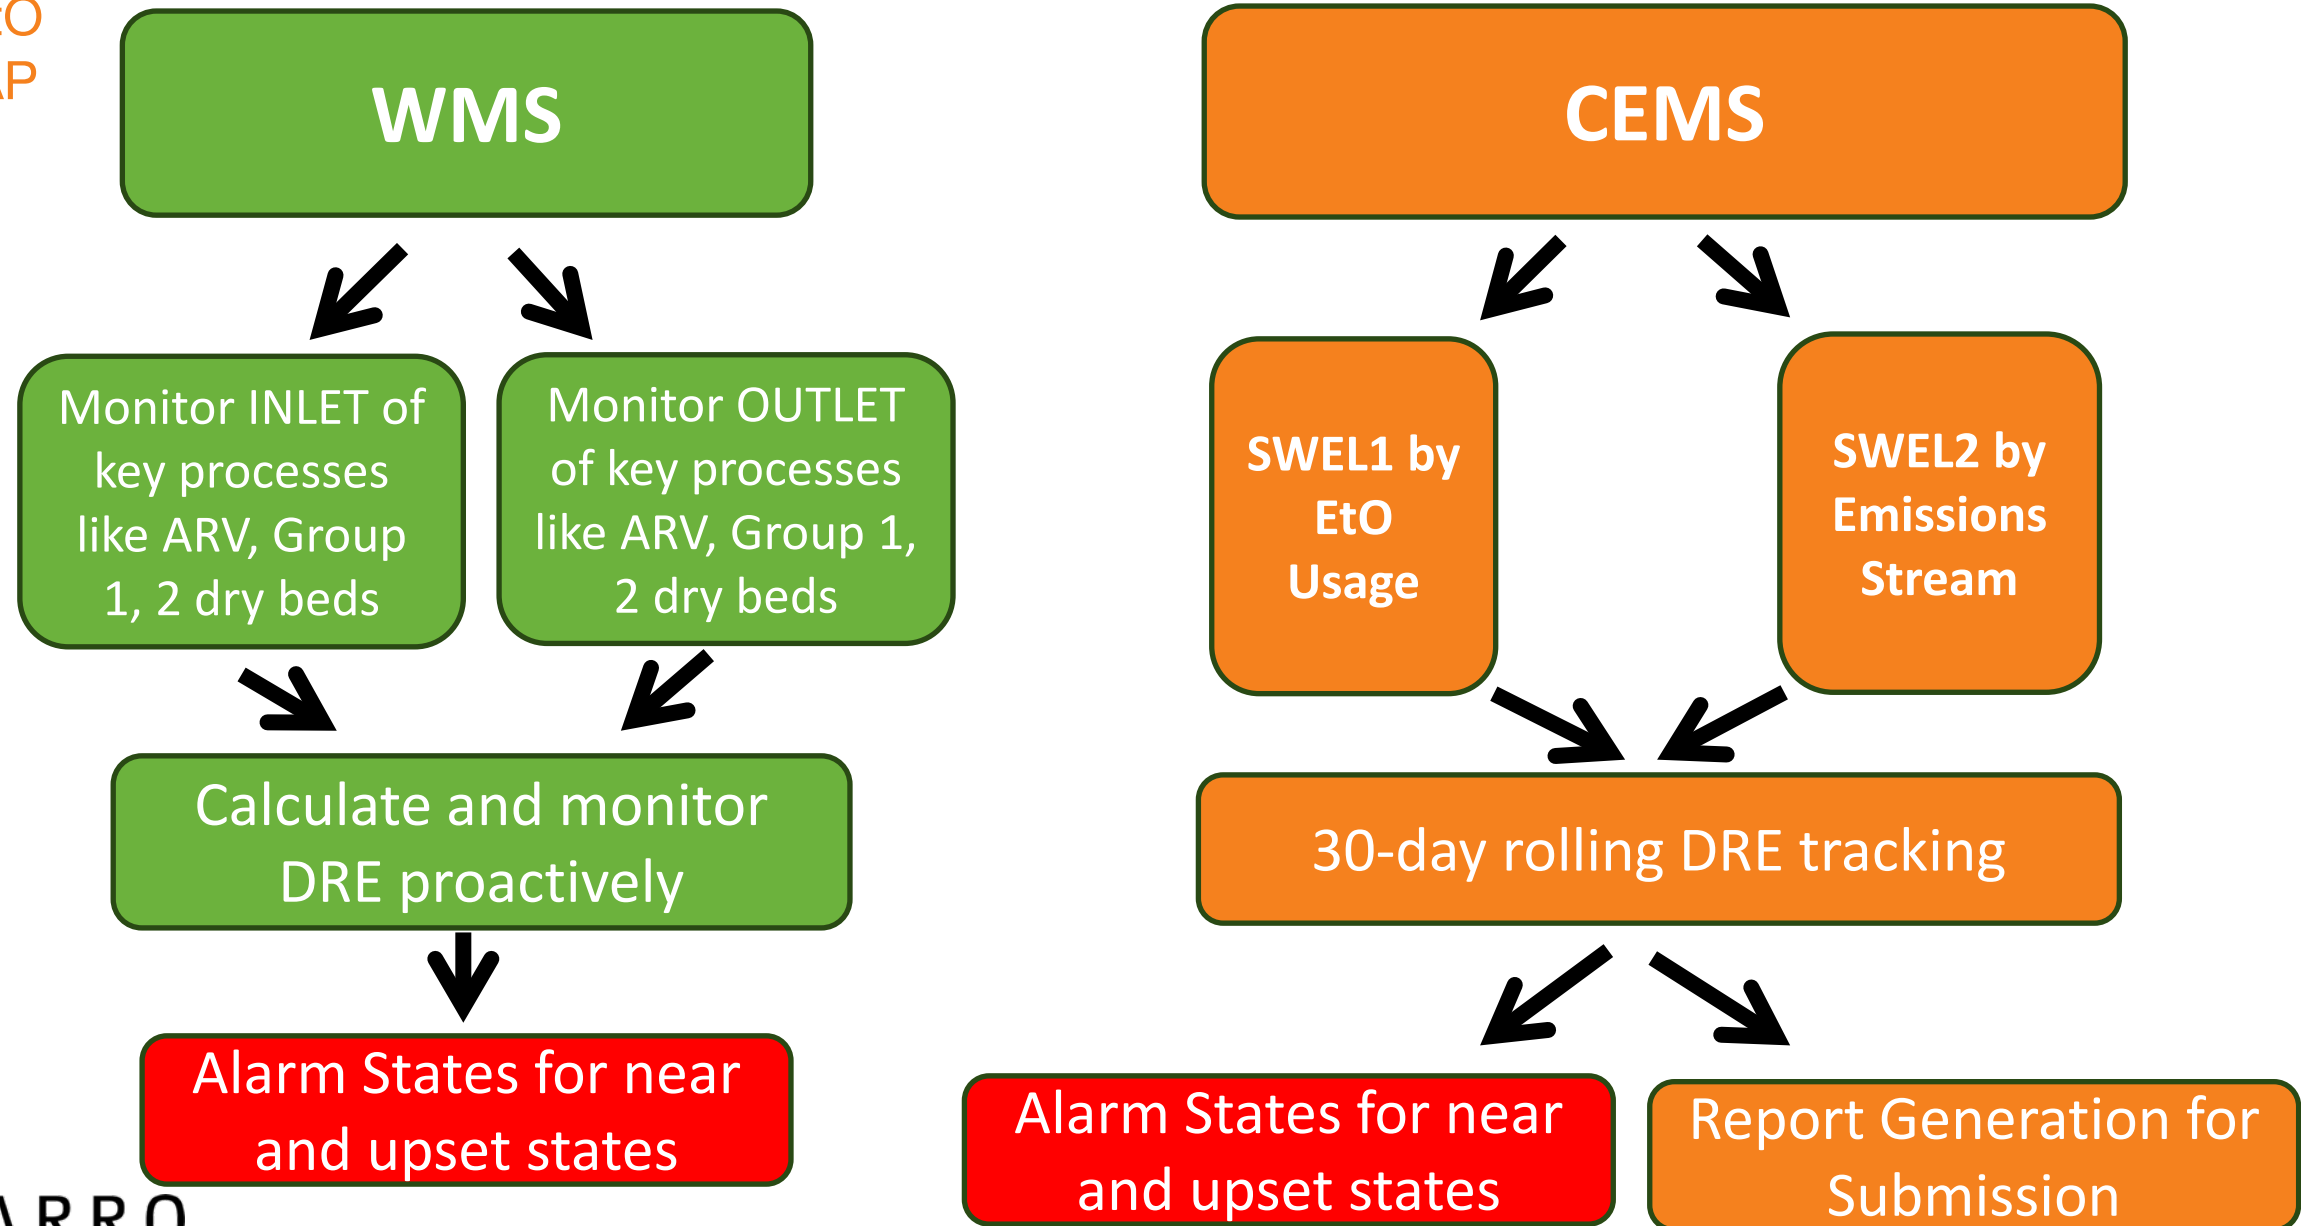 WMS
CEMS
Monitor INLET of
key processes
like ARV, Group
1, 2 dry beds
Monitor OUTLET
of key processes
like ARV, Group 1,
2 dry beds
SWEL1 by
EtO
Usage
SWEL2 by
Emissions
Stream
Calculate and monitor
DRE proactively
30-day rolling DRE tracking
Alarm States for near
and upset states
Alarm States for near
and upset states
Report Generation for
Submission